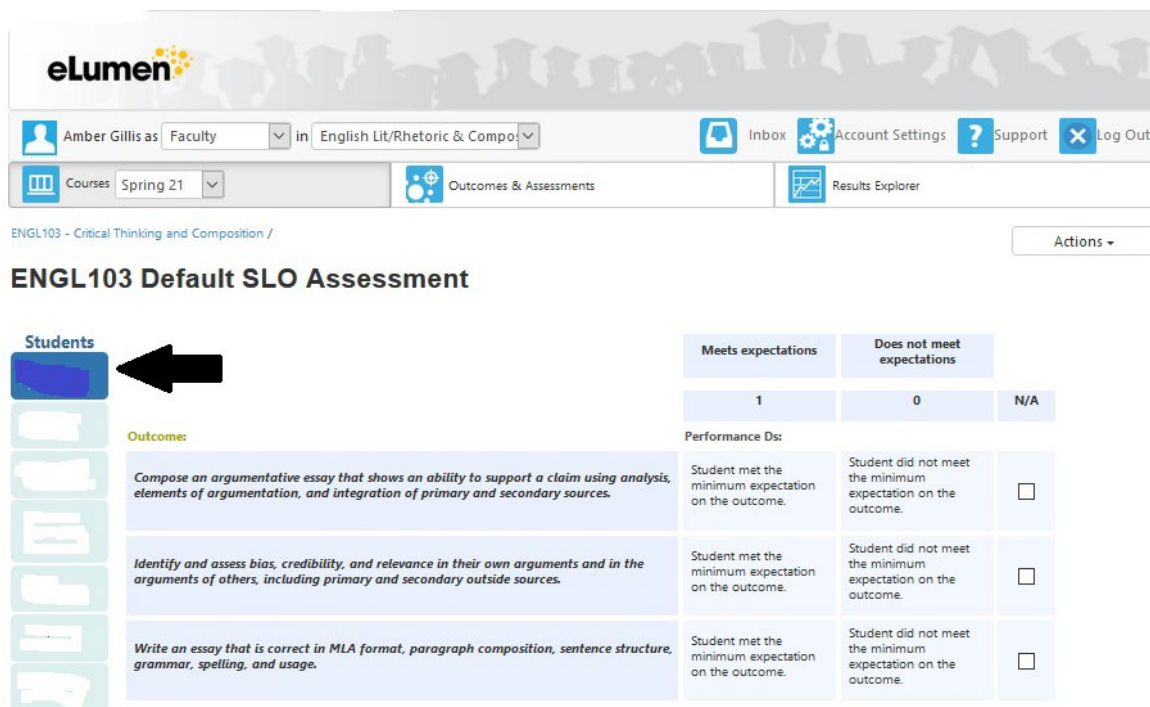 eLumen
Amber Gillis as Faculty in English Lit/Rhetoric & Compos
Inbox Account Settings ? Support Log Out
Courses Spring 21 Outcomes & Assessments Results Explorer
ENGL103 - Critical Thinking and Composition /
Actions
ENGL103 Default SLO Assessment
Students
Meets expectations
Does not meet
expectations
1 0 N/A
Outcome: Performance Ds:
Compose an argumentative essay that shows an ability to support a claim using analysis,
elements of argumentation, and integration of primary and secondary sources.
Student met the
minimum expectation
on the outcome.
Student did not meet
the minimum
expectation on the
outcome.
Identify and assess bias, credibility, and relevance in their own arguments and in the
arguments of others, including primary and secondary outside sources.
Student met the
minimum expectation
on the outcome.
Student did not meet
the minimum
expectation on the
outcome.
Write an essay that is correct in MLA format, paragraph composition, sentence structure,
grammar, spelling, and usage.
Student met the
minimum expectation
on the outcome.
Student did not meet
the minimum
expectation on the
outcome.